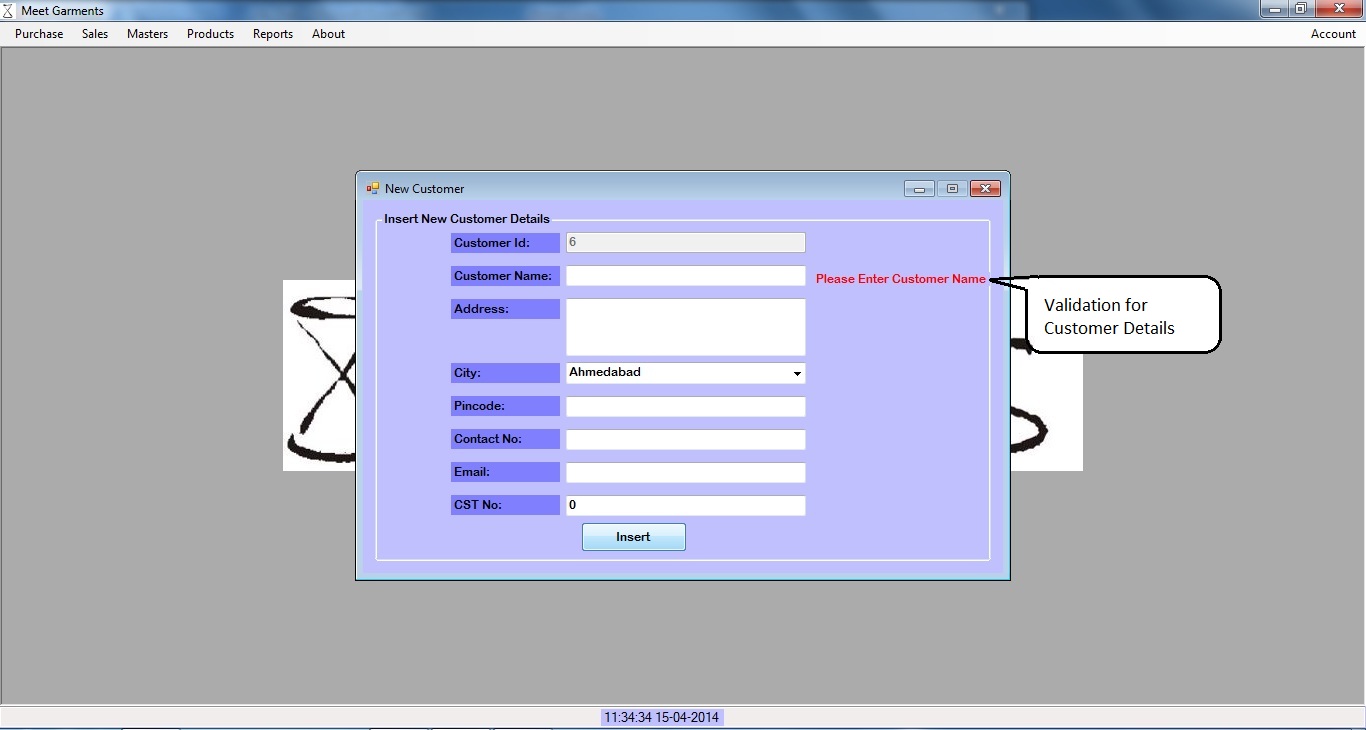 Meet Garments
Purchase Sales Masters Products Reports About Account
New Customer
Insert New Customer Details
Customer Id: 6
Customer Name: Please Enter Customer Name
Validation for
Customer Details
Address:
City: Ahmedabad
Pincode:
Contact No:
Email:
CST No: 0
Insert
11:34:34 15-04-2014